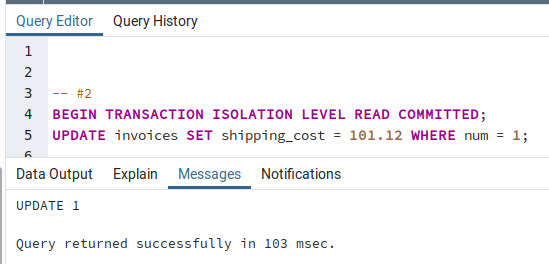 Query Editor Query History
1
2
3 -- #2
4 BEGIN TRANSACTION ISOLATION LEVEL READ COMMITTED;
5 UPDATE invoices SET shipping_cost = 101.12 WHERE num = 1;
6
Data Output Explain Messages Notifications
UPDATE 1
Query returned successfully in 103 msec.